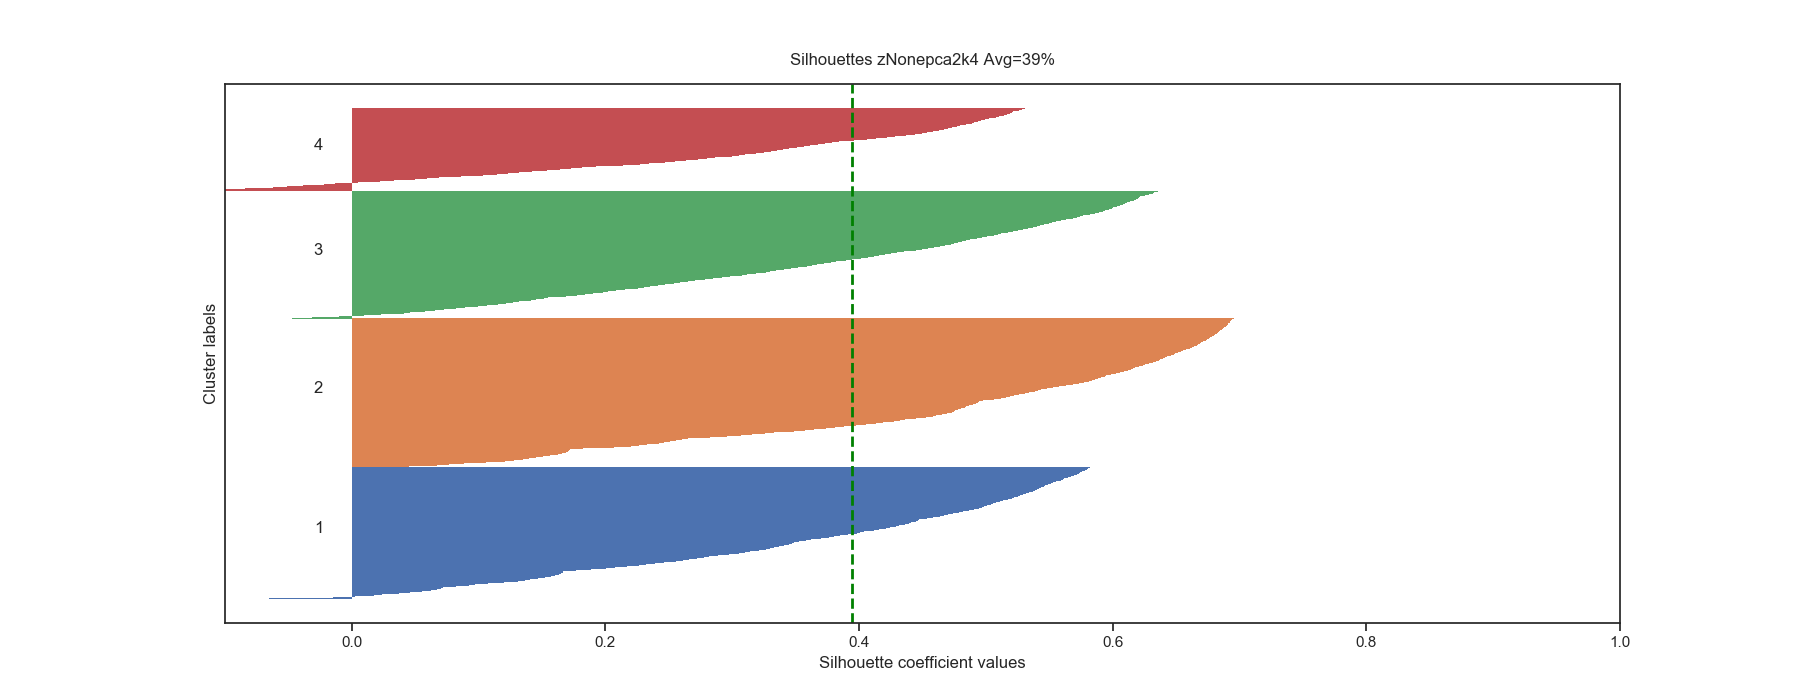 Silhouettes zNonepca2k4 Avg=39%
4
3
2
1
Cluster labels
0.0 0.2 0.4 0.6 0.8 1.0
Silhouette coefficient values